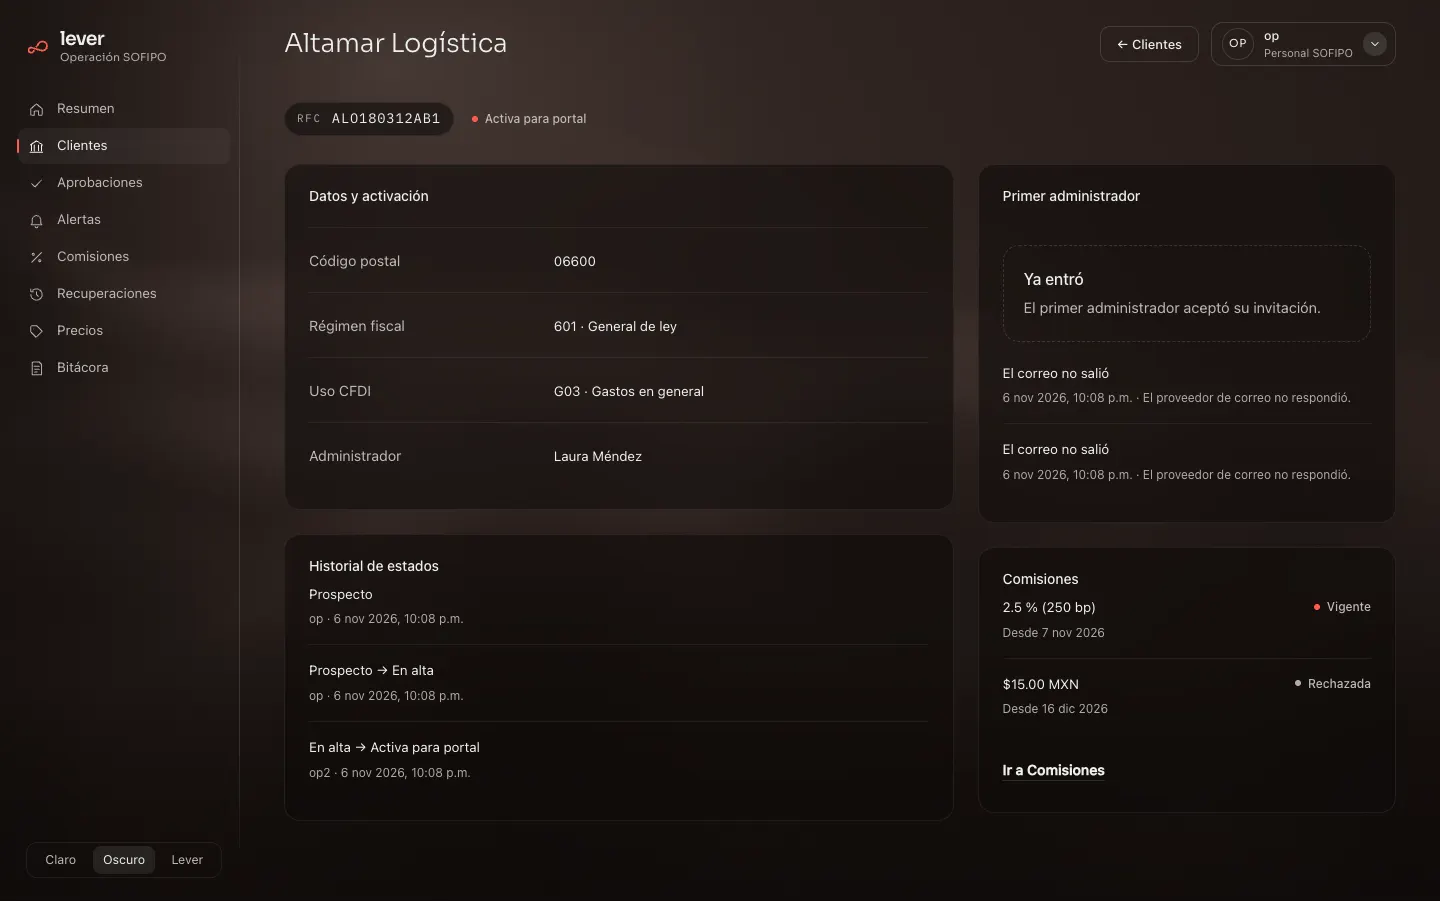 lever
Operación SOFIPO
Resumen
Clientes
Aprobaciones
Alertas
Comisiones
Recuperaciones
Precios
Bitácora
Claro
Oscuro
Lever
Altamar Logística
← Clientes
OP
op
Personal SOFIPO
RFC ALO180312AB1
Activa para portal
Datos y activación
Código postal 06600
Régimen fiscal 601 · General de ley
Uso CFDI G03 · Gastos en general
Administrador Laura Méndez
Historial de estados
Prospecto
op · 6 nov 2026, 10:08 p.m.
Prospecto → En alta
op · 6 nov 2026, 10:08 p.m.
En alta → Activa para portal
op2 · 6 nov 2026, 10:08 p.m.
Primer administrador
Ya entró
El primer administrador aceptó su invitación.
El correo no salió
6 nov 2026, 10:08 p.m. · El proveedor de correo no respondió.
El correo no salió
6 nov 2026, 10:08 p.m. · El proveedor de correo no respondió.
Comisiones
2.5 % (250 bp) Vigente
Desde 7 nov 2026
$15.00 MXN Rechazada
Desde 16 dic 2026
Ir a Comisiones